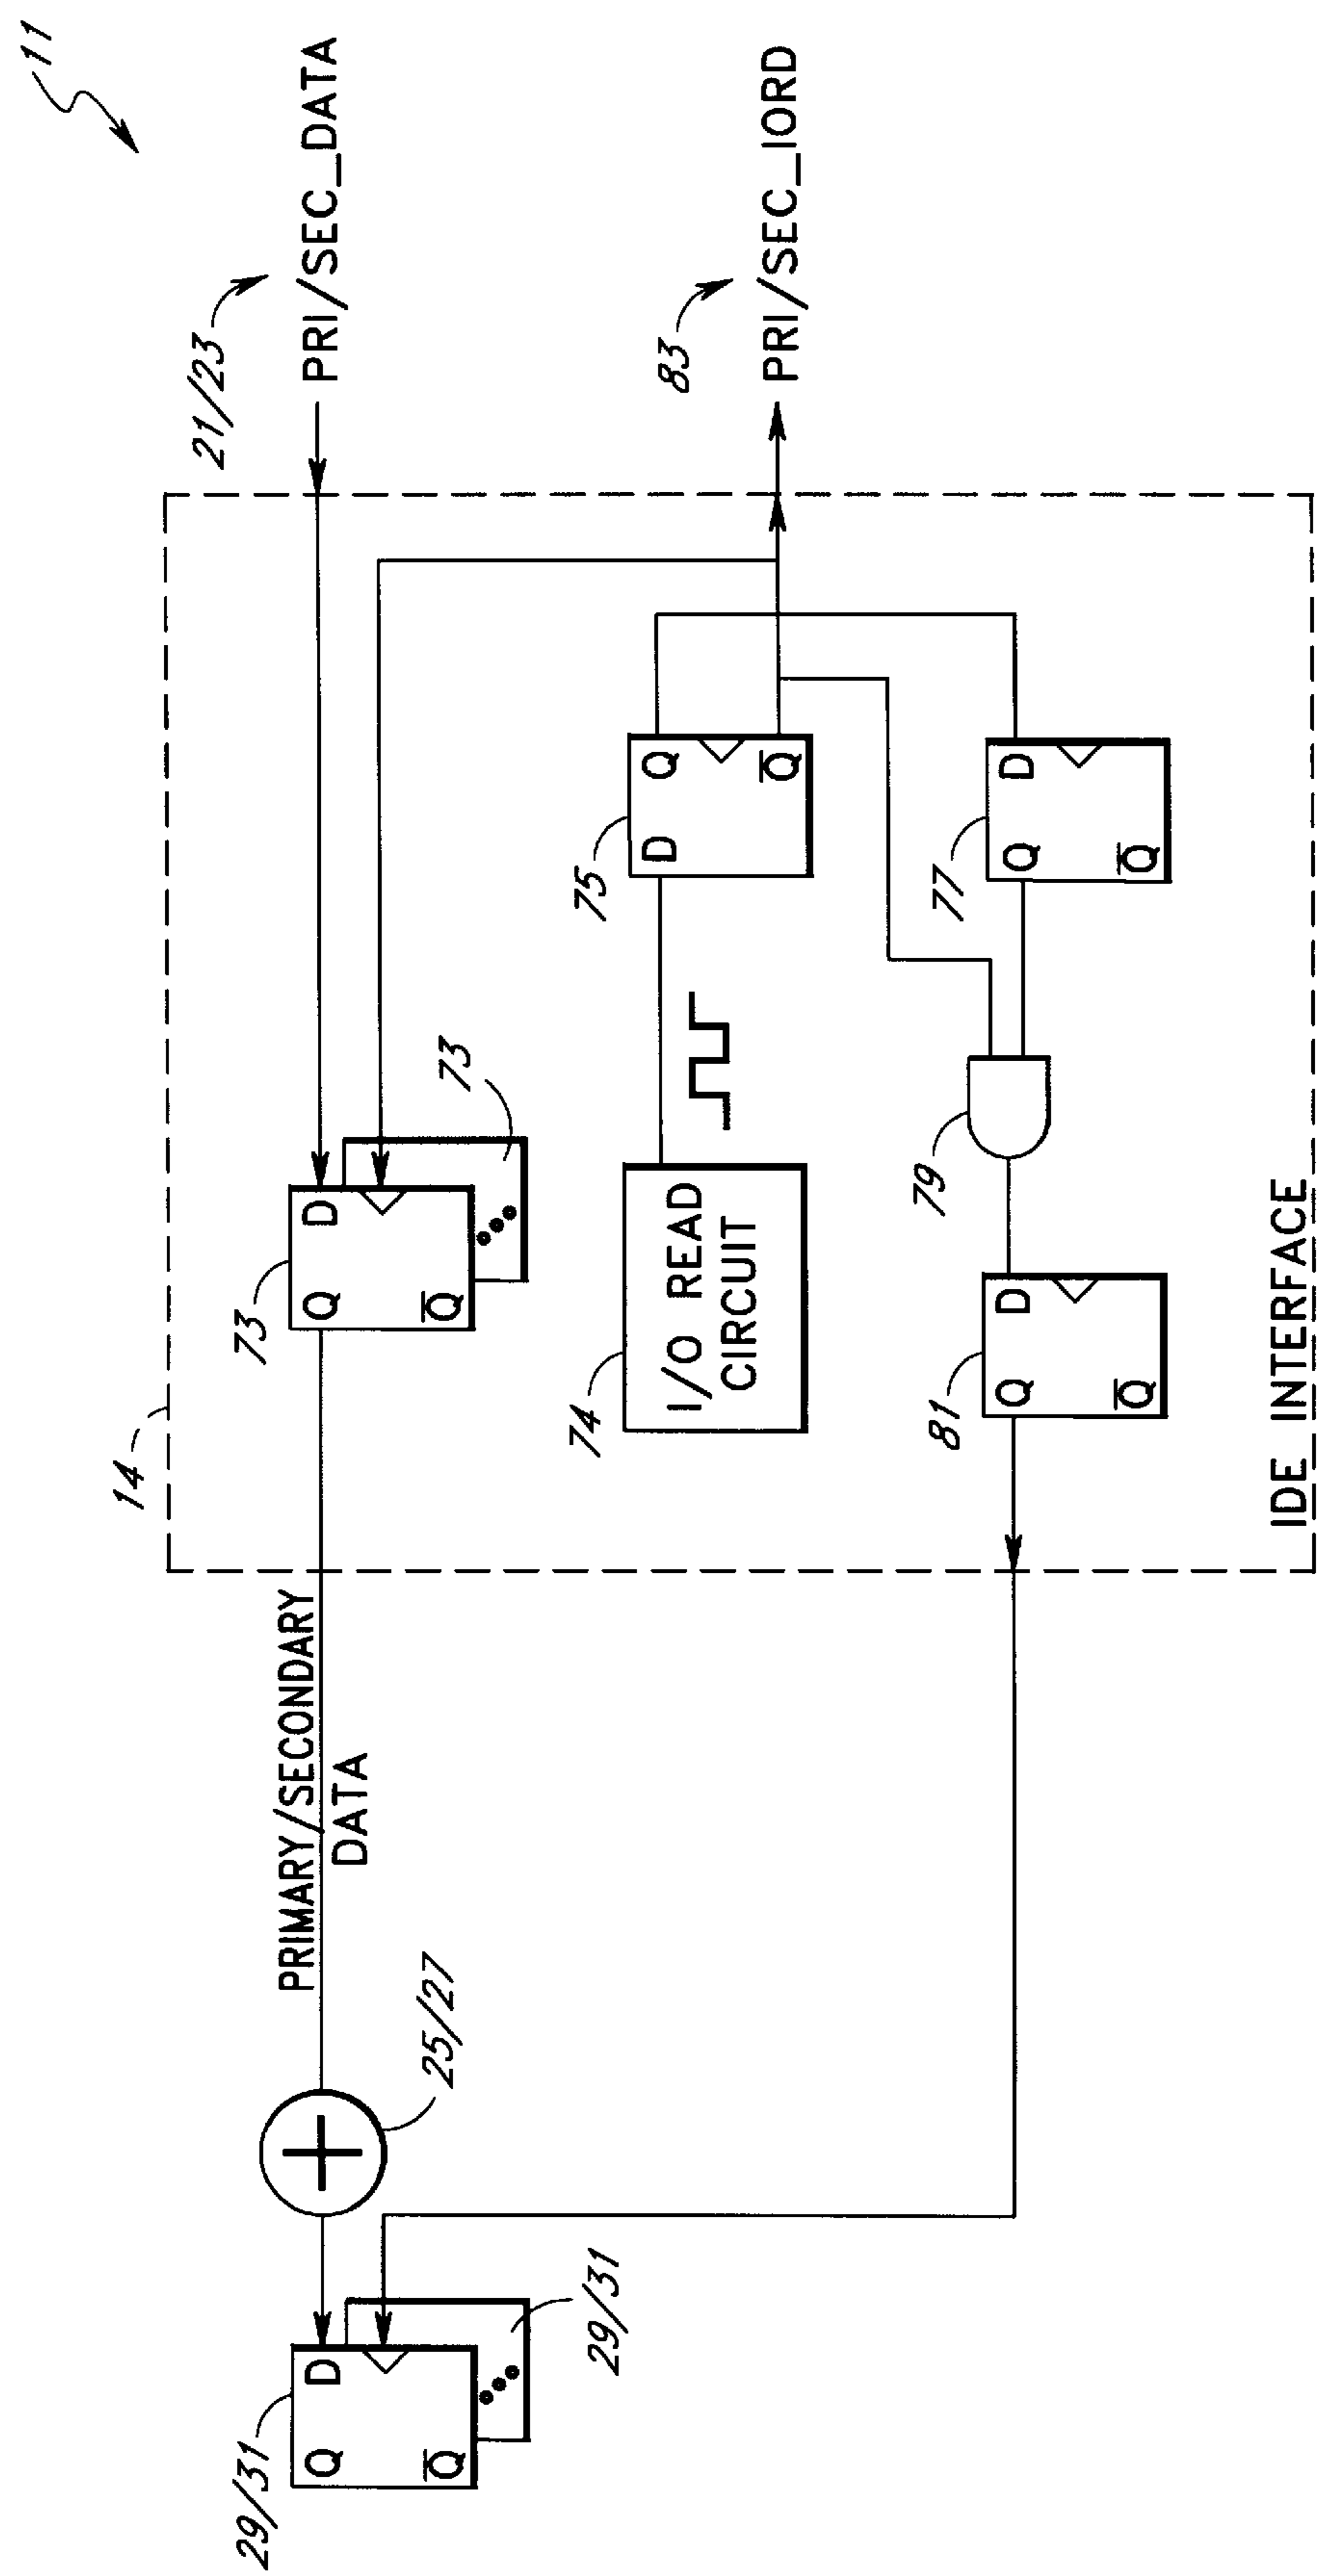 11
21/23
PRI/SEC_DATA
83
PRI/SEC_IORD
14
IDE INTERFACE
73
Q D
Q̅
73
74
I/O READ
CIRCUIT
75
D Q
Q̅
77
Q D
Q̅
79
81
Q D
Q̅
PRIMARY/SECONDARY
DATA
25/27
29/31
Q D
Q̅
29/31